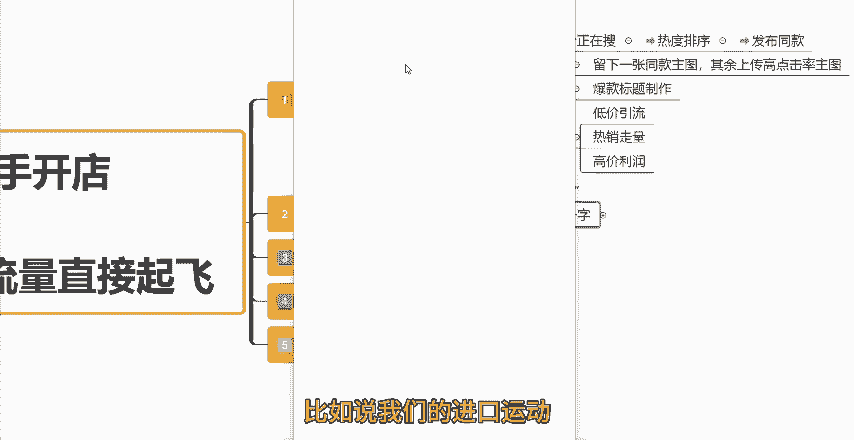 正在搜 热度排序 发布同款
留下一张同款主图，其余上传高点击率主图
爆款标题制作
低价引流
热销走量
高价利润
手开店
流量直接起飞
1
2
字
5
比如说我们的进口运动